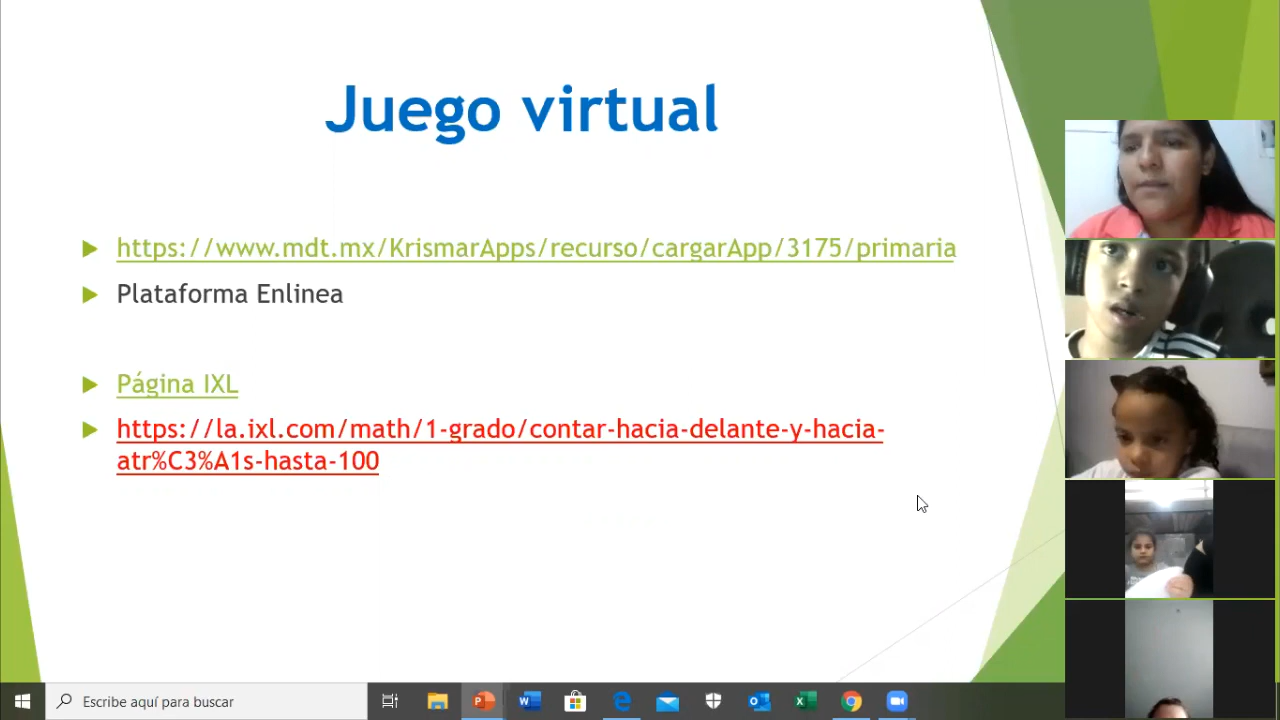 Juego virtual
https://www.mdt.mx/KrismarApps/recurso/cargarApp/3175/primaria
Plataforma Enlinea
Página IXL
https://la.ixl.com/math/1-grado/contar-hacia-delante-y-hacia-
atr%C3%A1s-hasta-100
Escribe aquí para buscar